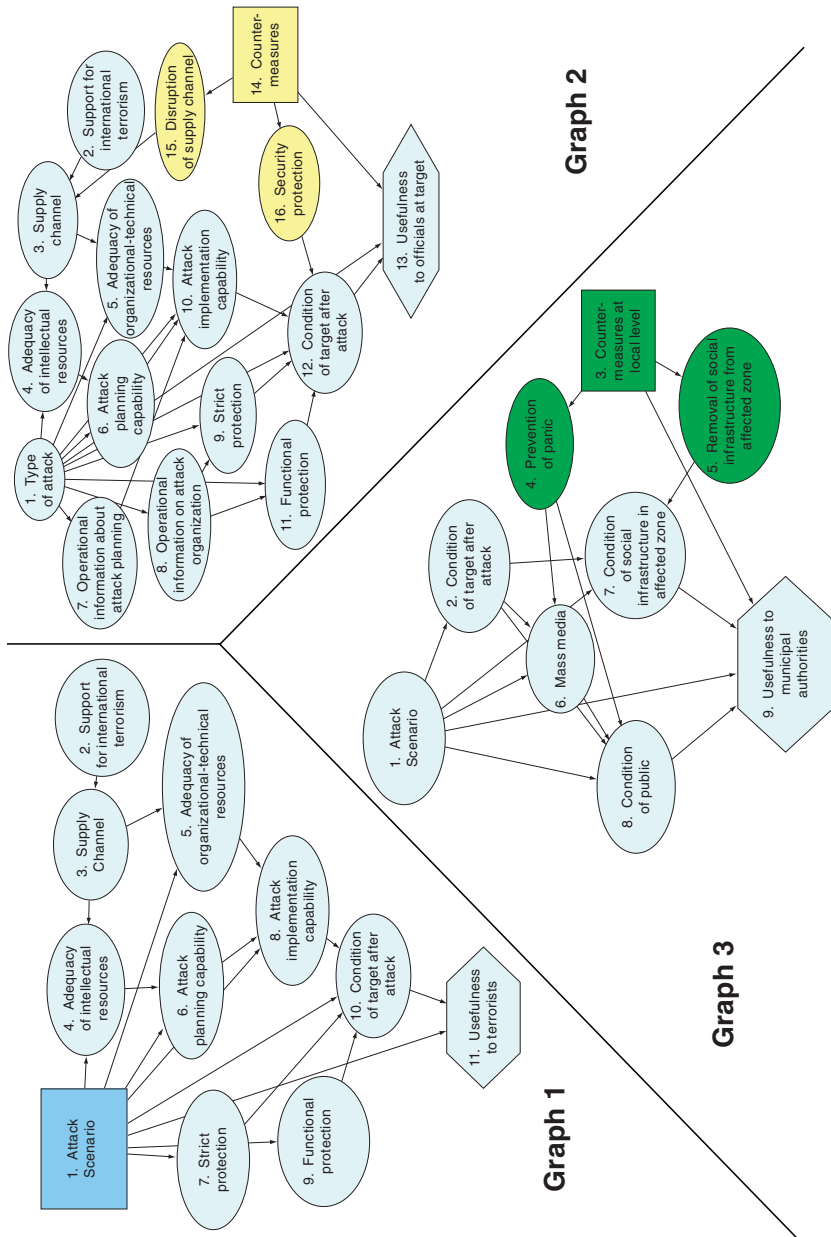 1. Attack
Scenario
2. Support
for international
terrorism
3. Supply
Channel
4. Adequacy
of intellectual
resources
5. Adequacy of
organizational-technical
resources
6. Attack
planning capability
7. Strict
protection
8. Attack
implementation
capability
9. Functional
protection
10. Condition
of target after
attack
11. Usefulness
to terrorists
Graph 1
1. Type
of attack
2. Support for
international
terrorism
3. Supply
channel
4. Adequacy
of intellectual
resources
5. Adequacy of
organizational-technical
resources
6. Attack
planning
capability
7. Operational
information about
attack planning
8. Operational
information on attack
organization
9. Strict
protection
10. Attack
implementation
capability
11. Functional
protection
12. Condition
of target after
attack
13. Usefulness
to officials at target
14. Counter-
measures
15. Disruption
of supply channel
16. Security
protection
Graph 2
1. Attack
Scenario
2. Condition
of target after
attack
3. Counter-
measures at
local level
4. Prevention
of panic
5. Removal of social
infrastructure from
affected zone
6. Mass media
7. Condition
of social
infrastructure in
affected zone
8. Condition
of public
9. Usefulness to
municipal
authorities
Graph 3